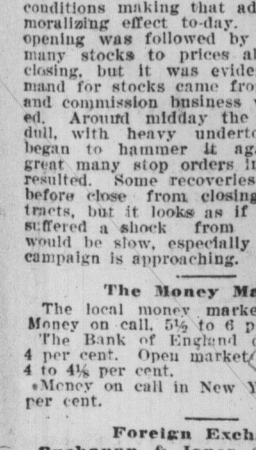 conditions making that ad
moralizing effect to-day.
opening was followed by
many stocks to prices a
closing, but it was evide
mand for stocks came fro
and commission business
ed. Around midday the
dull, with heavy underto
began to hammer it ag
great many stop orders i
resulted. Some recoveries
before close from closing
tracts, but it looks as if
suffered a shock from
would be slow, especially
campaign is approaching.
The Money Ma
The local money marke
Money on call, 5½ to 6 p
The Bank of England
4 per cent. Open market
4 to 4⅛ per cent.
Money on call in New Y
per cent.
Foreign Exch